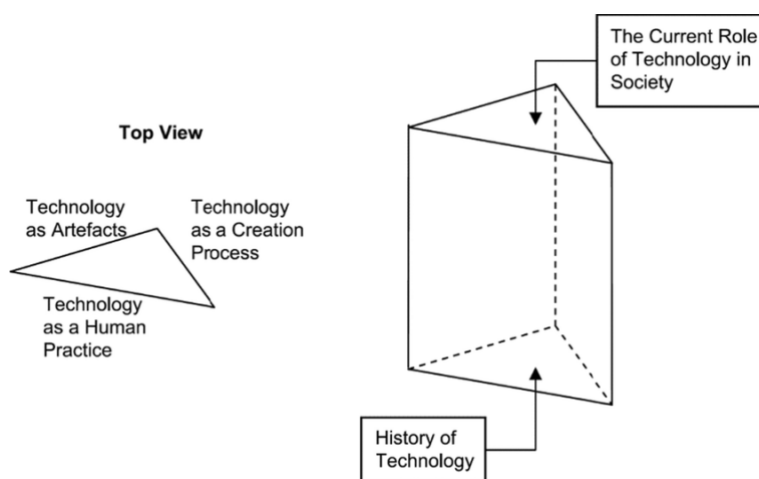 The Current Role
of Technology in
Society
Top View
Technology
as Artefacts
Technology
as a Creation
Process
Technology
as a Human
Practice
History of
Technology